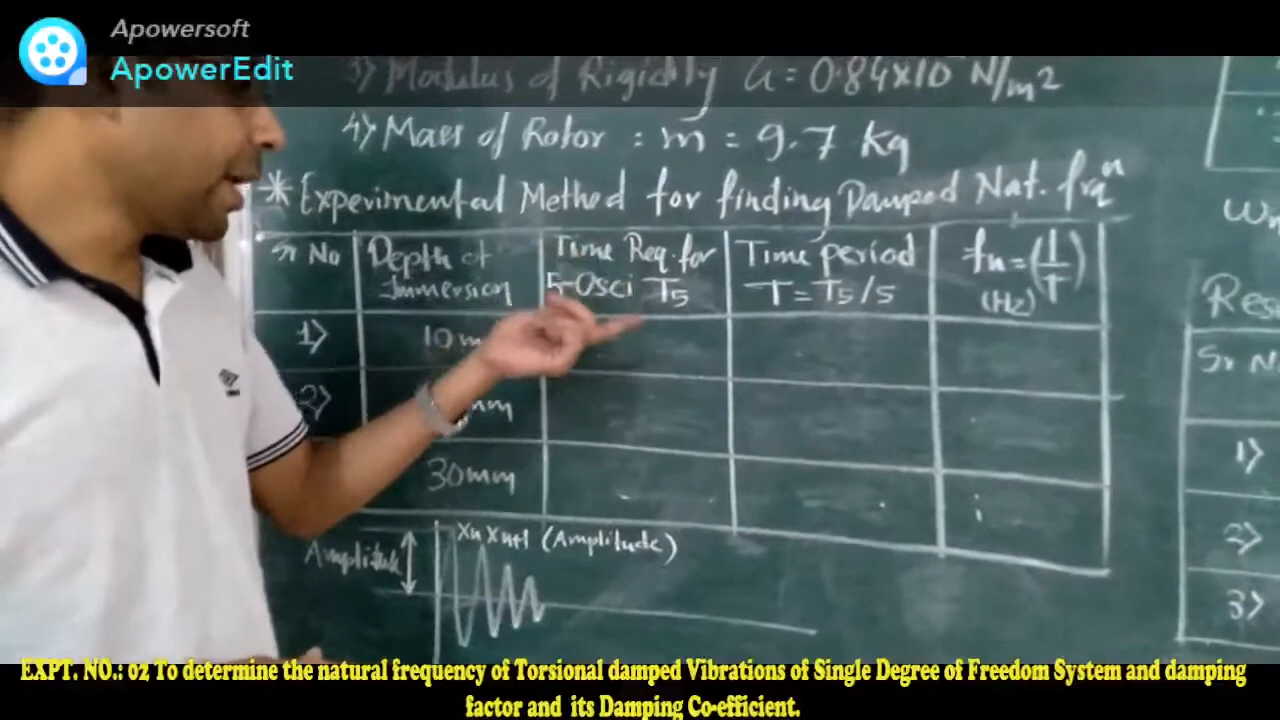 Apowersoft
ApowerEdit
3) Modulus of Rigidity G = 0.84x10 N/m2
4) Mass of Rotor : m = 9.7 kg
* Experimental Method for finding Damped Nat. frqn
Sr No Depth of Immersion Time Req. for 5-Osci T5 Time period T = T5/5 fn = (1/T) (Hz)
1) 10m
2) mm
30mm
Amplitude
Xn Xn+1 (Amplitude)
Sr N
1)
2)
3)
EXPT. NO.: 02 To determine the natural frequency of Torsional damped Vibrations of Single Degree of Freedom System and damping
factor and its Damping Co-efficient.